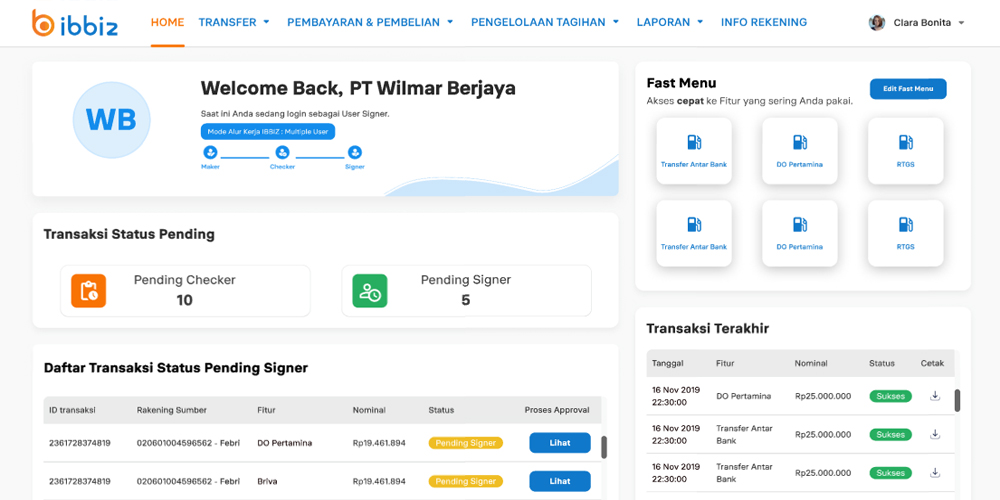 ibbiz
HOME TRANSFER PEMBAYARAN & PEMBELIAN PENGELOLAAN TAGIHAN LAPORAN INFO REKENING Clara Bonita
WB
Welcome Back, PT Wilmar Berjaya
Saat ini Anda sedang login sebagai User Signer.
Mode Alur Kerja IBBIZ : Multiple User
Maker Checker Signer
Transaksi Status Pending
Pending Checker
10
Pending Signer
5
Daftar Transaksi Status Pending Signer
ID transaksi Rakening Sumber Fitur Nominal Status Proses Approval
2361728374819 020601004596562 - Febri DO Pertamina Rp19.461.894 Pending Signer Lihat
2361728374819 020601004596562 - Febri Briva Rp19.461.894 Pending Signer Lihat
Fast Menu
Akses cepat ke Fitur yang sering Anda pakai.
Edit Fast Menu
Transfer Antar Bank DO Pertamina RTGS
Transfer Antar Bank DO Pertamina RTGS
Transaksi Terakhir
Tanggal Fitur Nominal Status Cetak
16 Nov 2019
22:30:00
DO Pertamina Rp25.000.000 Sukses
16 Nov 2019
22:30:00
Transfer Antar
Bank
Rp25.000.000 Sukses
16 Nov 2019
22:30:00
Transfer Antar
Bank
Rp25.000.000 Sukses